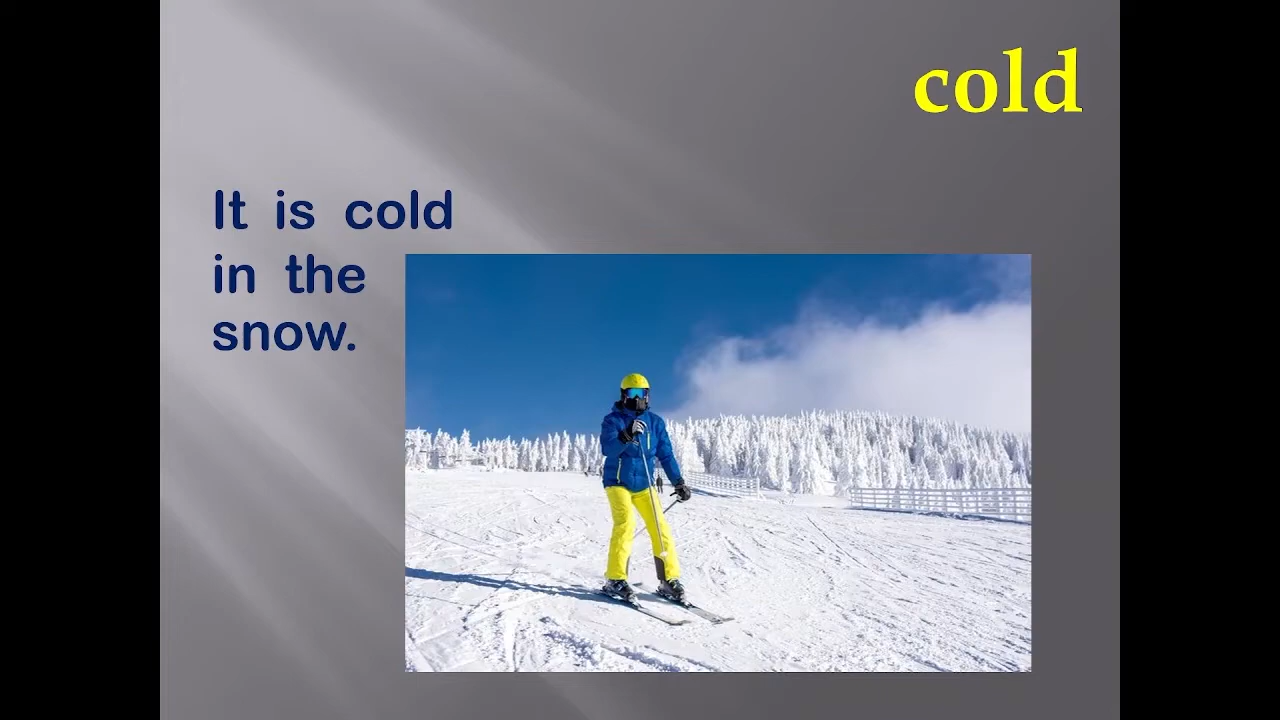 cold
It is cold
in the
snow.